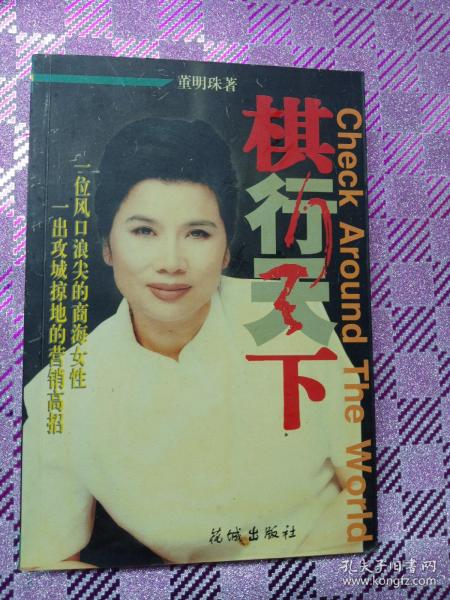 董明珠著
棋行天下
Check Around The World
一位风口浪尖的商海女性
一出攻城掠地的营销高招
花城出版社
孔夫子旧书网
www.kongfz.com